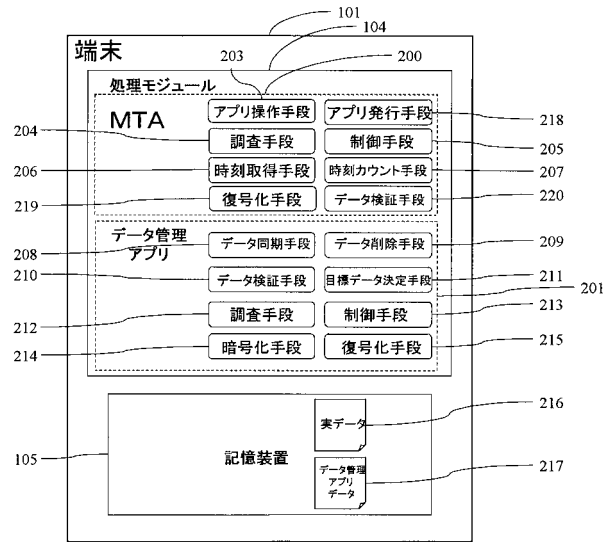 101
104
端末
203
200
処理モジュール
MTA
アプリ操作手段
アプリ発行手段
218
204
調査手段
制御手段
205
206
時刻取得手段
時刻カウント手段
207
219
復号化手段
データ検証手段
220
データ管理
アプリ
208
データ同期手段
データ削除手段
209
210
データ検証手段
目標データ決定手段
211
201
212
調査手段
制御手段
213
214
暗号化手段
復号化手段
215
実データ
216
105
記憶装置
データ管理
アプリ
データ
217